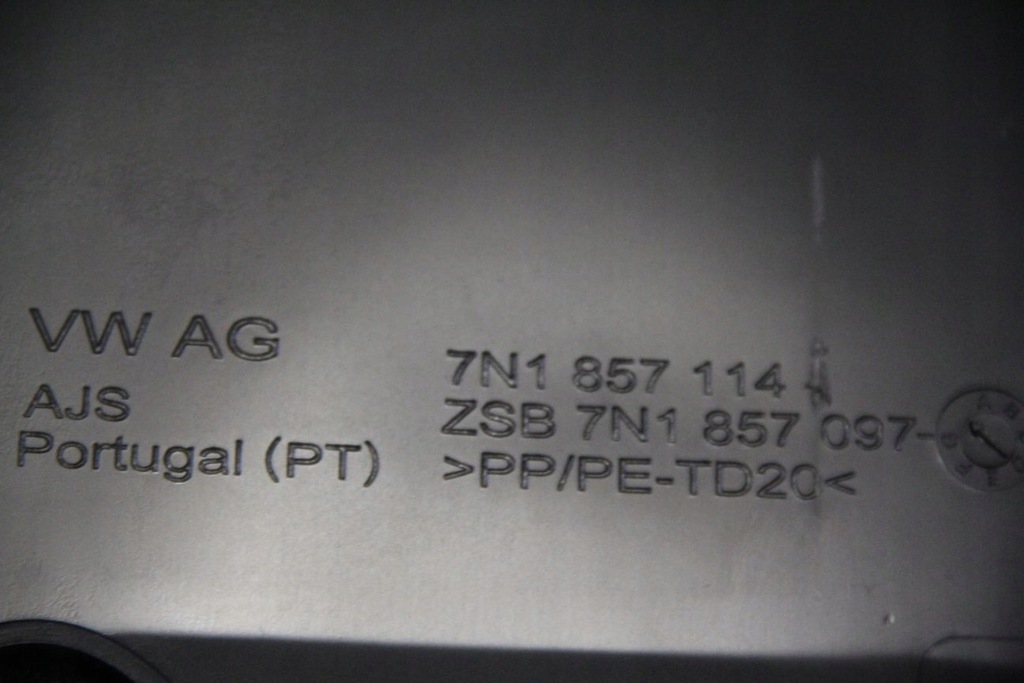 VW AG
AJS
Portugal (PT)
7N1 857 114 A
ZSB 7N1 857 097-
>PP/PE-TD20<